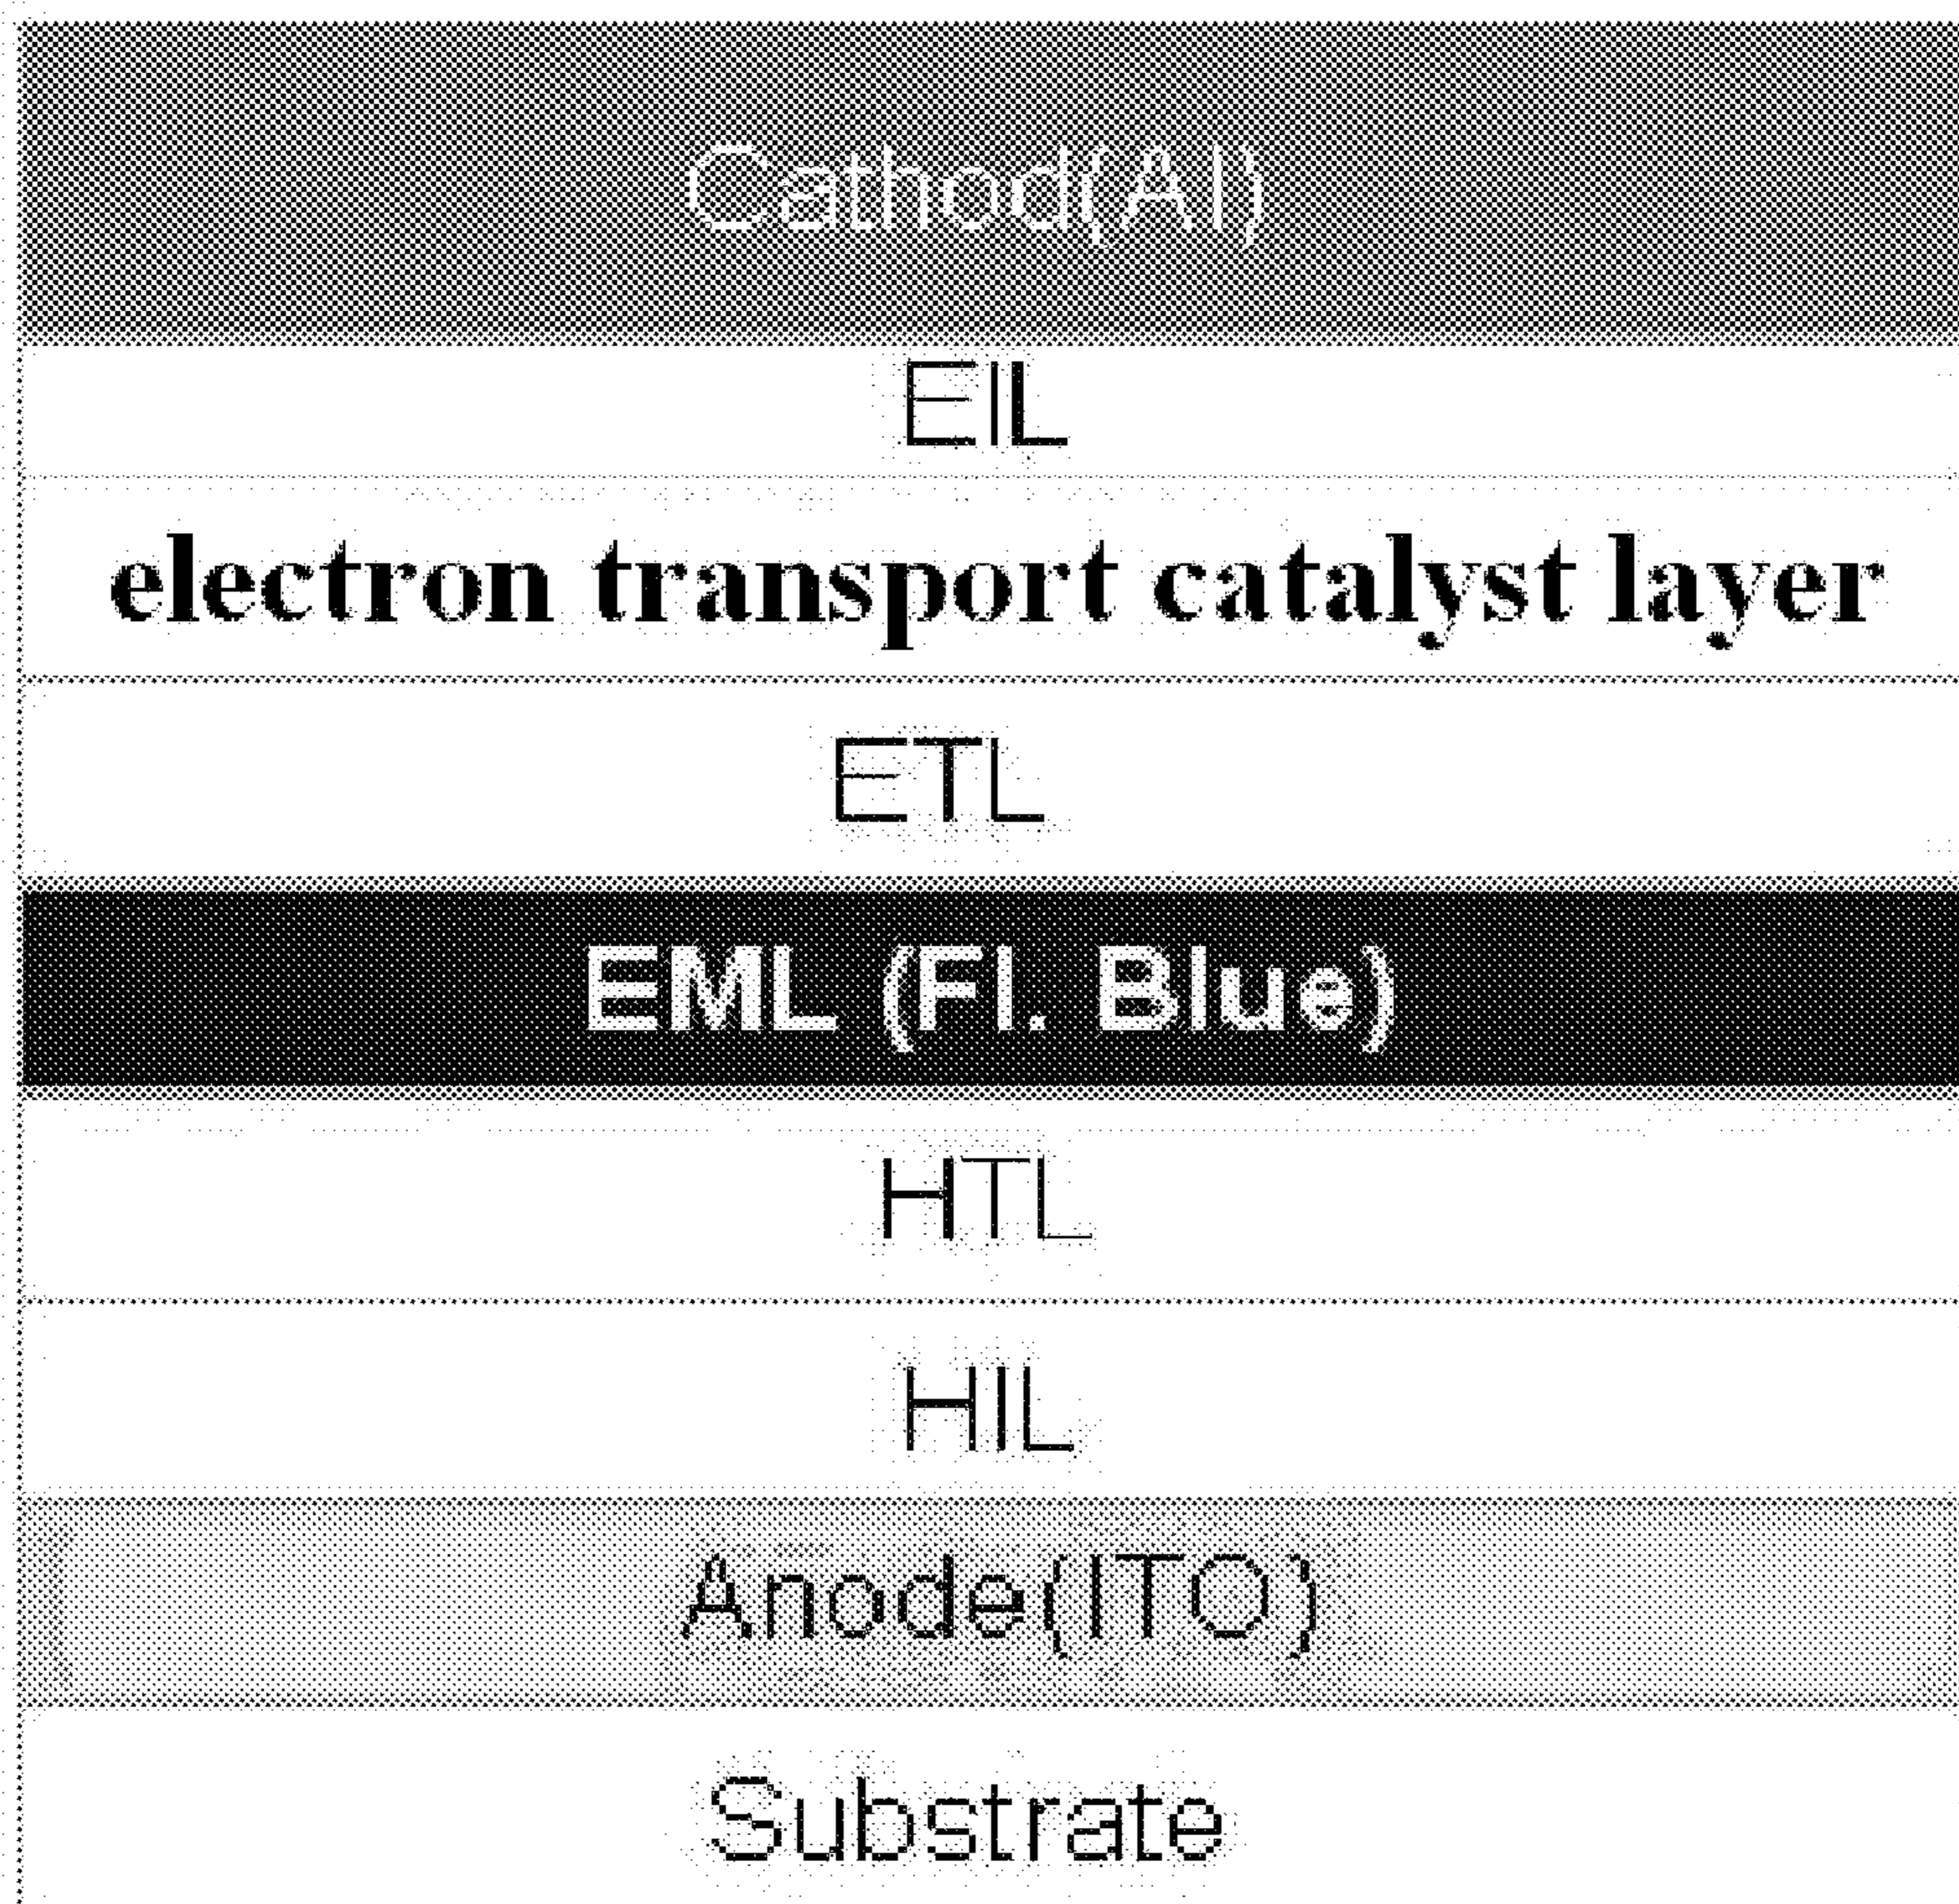 Cathod(Al)
EIL
electron transport catalyst layer
ETL
EML (Fl. Blue)
HTL
HIL
Anode(ITO)
Substrate